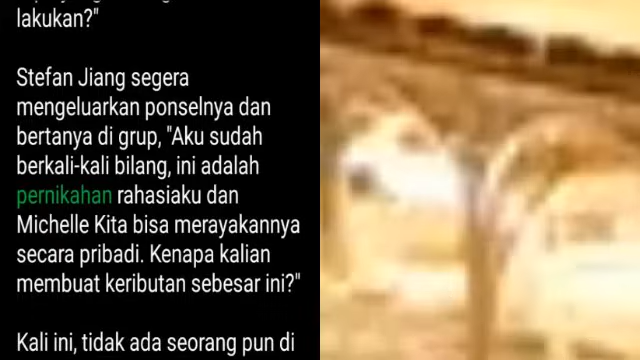 lakukan?"
Stefan Jiang segera
mengeluarkan ponselnya dan
bertanya di grup, "Aku sudah
berkali-kali bilang, ini adalah
pernikahan rahasiaku dan
Michelle Kita bisa merayakannya
secara pribadi. Kenapa kalian
membuat keributan sebesar ini?"
Kali ini, tidak ada seorang pun di